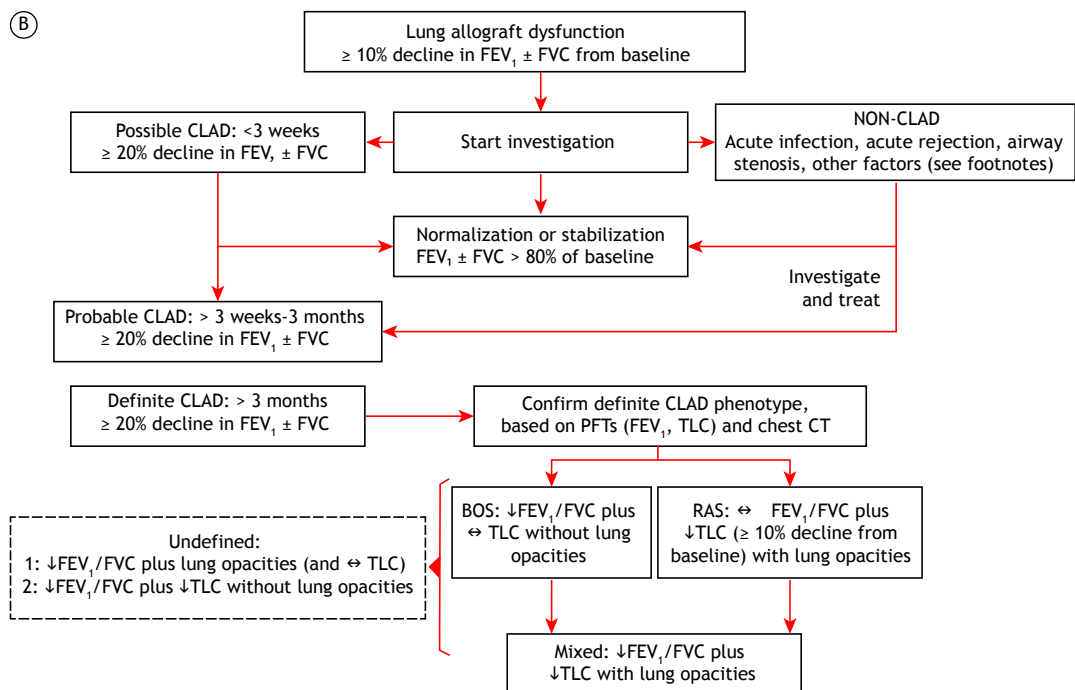 B
Lung allograft dysfunction
≥ 10% decline in FEV₁ ± FVC from baseline
Possible CLAD: <3 weeks
≥ 20% decline in FEV, ± FVC
Start investigation
NON-CLAD
Acute infection, acute rejection, airway
stenosis, other factors (see footnotes)
Normalization or stabilization
FEV₁ ± FVC > 80% of baseline
Investigate
and treat
Probable CLAD: > 3 weeks-3 months
≥ 20% decline in FEV₁ ± FVC
Definite CLAD: > 3 months
≥ 20% decline in FEV₁ ± FVC
Confirm definite CLAD phenotype,
based on PFTs (FEV₁, TLC) and chest CT
BOS: ↓FEV₁/FVC plus
↔ TLC without lung
opacities
RAS: ↔ FEV₁/FVC plus
↓TLC (≥ 10% decline from
baseline) with lung opacities
Undefined:
1: ↓FEV₁/FVC plus lung opacities (and ↔ TLC)
2: ↓FEV₁/FVC plus ↓TLC without lung opacities
Mixed: ↓FEV₁/FVC plus
↓TLC with lung opacities